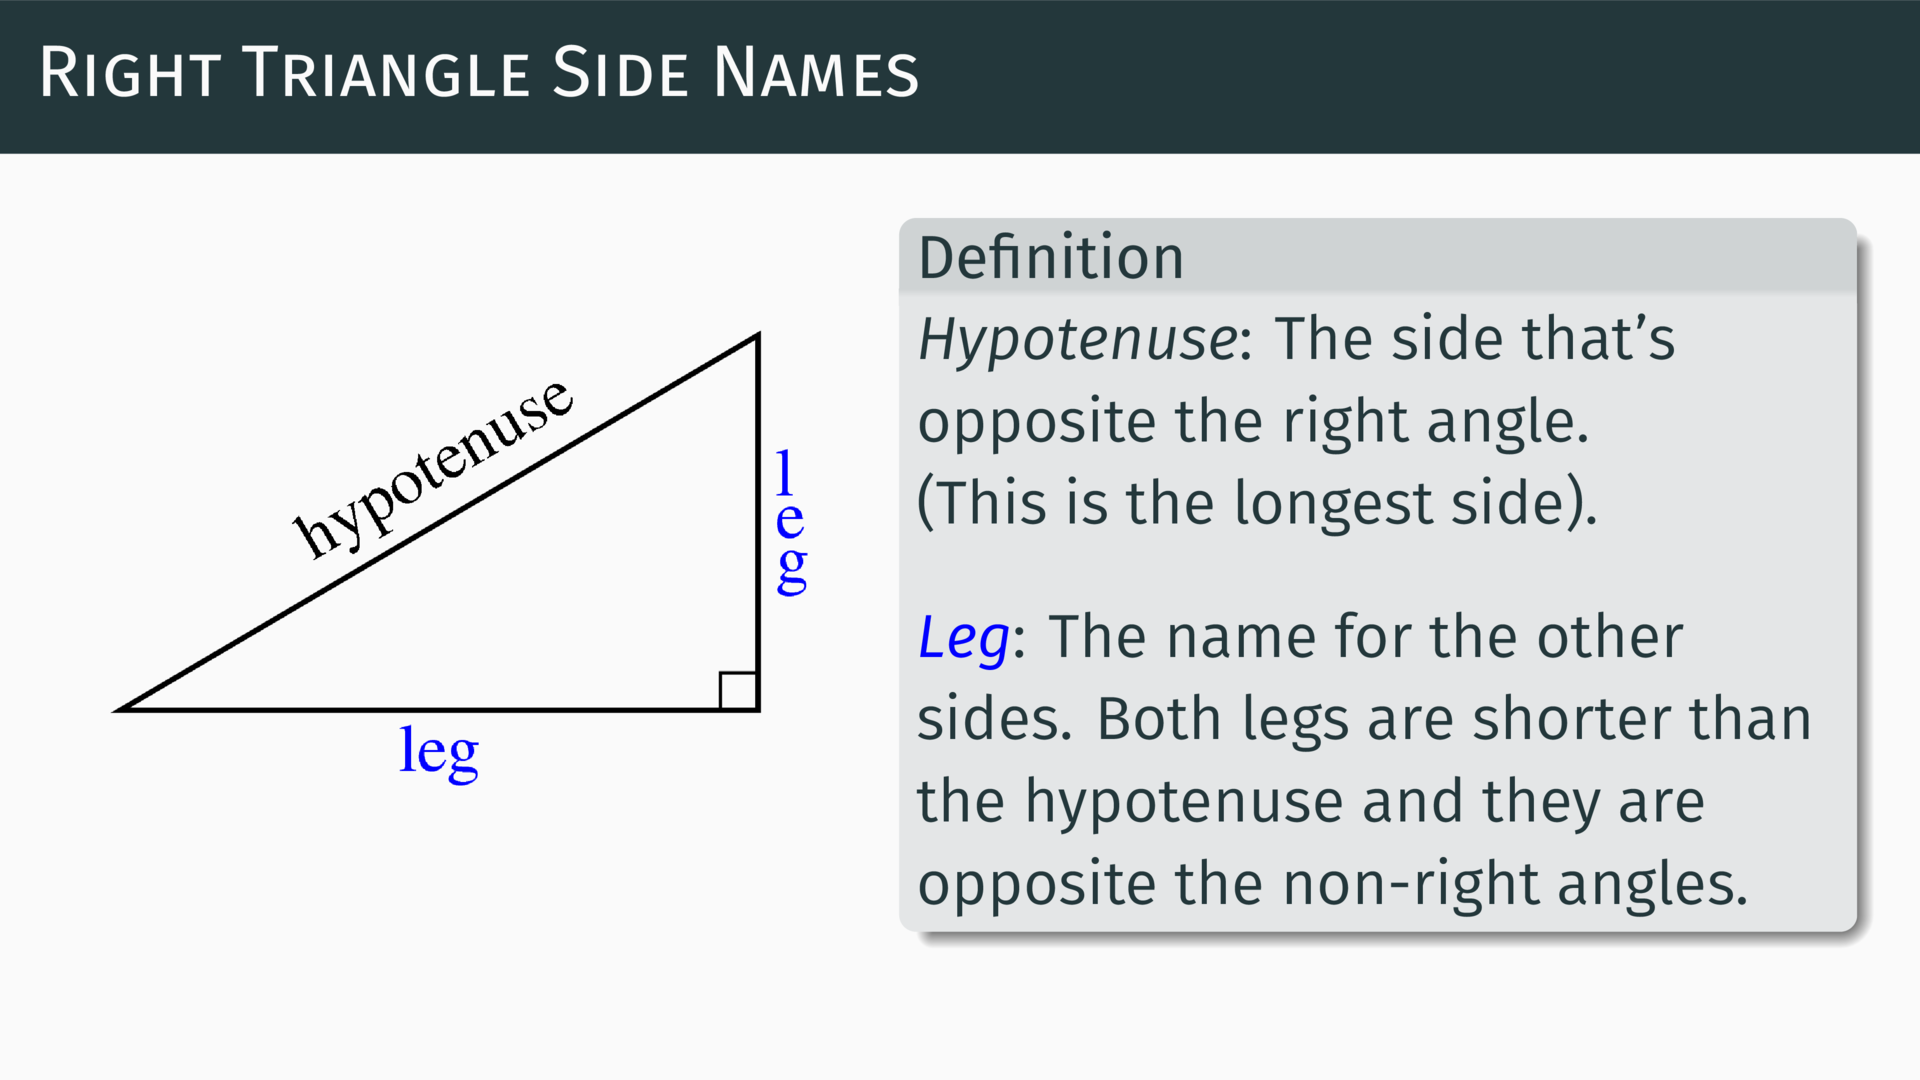 Right Triangle Side Names
hypotenuse
leg
leg
Definition
Hypotenuse: The side that’s
opposite the right angle.
(This is the longest side).
Leg: The name for the other
sides. Both legs are shorter than
the hypotenuse and they are
opposite the non-right angles.